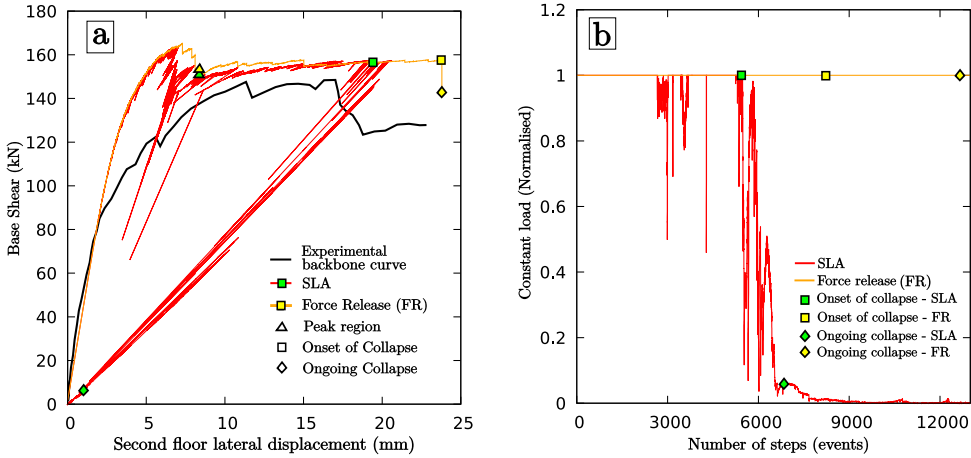 a
180
160
140
120
100
80
60
40
20
0
Base Shear (kN)
Experimental
backbone curve
SLA
Force Release (FR)
Peak region
Onset of Collapse
Ongoing Collapse
0 5 10 15 20 25
Second floor lateral displacement (mm)
b
1.2
1
0.8
0.6
0.4
0.2
0
Constant load (Normalised)
SLA
Force release (FR)
Onset of collapse - SLA
Onset of collapse - FR
Ongoing collapse - SLA
Ongoing collapse - FR
0 3000 6000 9000 12000
Number of steps (events)